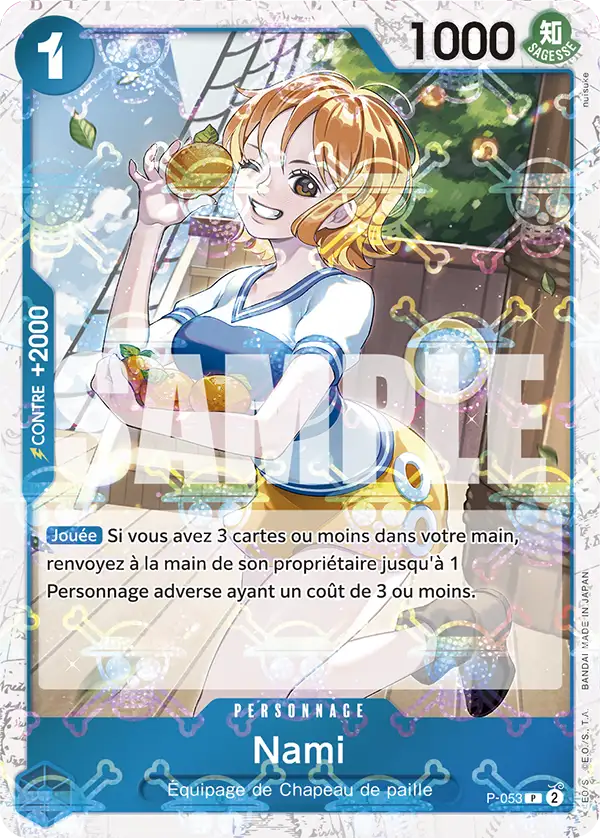 1
1000
知
SAGESSE
nuisuke
CONTRE +2000
SAMPLE
Jouée Si vous avez 3 cartes ou moins dans votre main,
renvoyez à la main de son propriétaire jusqu'à 1
Personnage adverse ayant un coût de 3 ou moins.
PERSONNAGE
Nami
Équipage de Chapeau de paille
P-053 P 2
©E.O./S., ©E.O./S., T.A. BANDAI MADE IN JAPAN